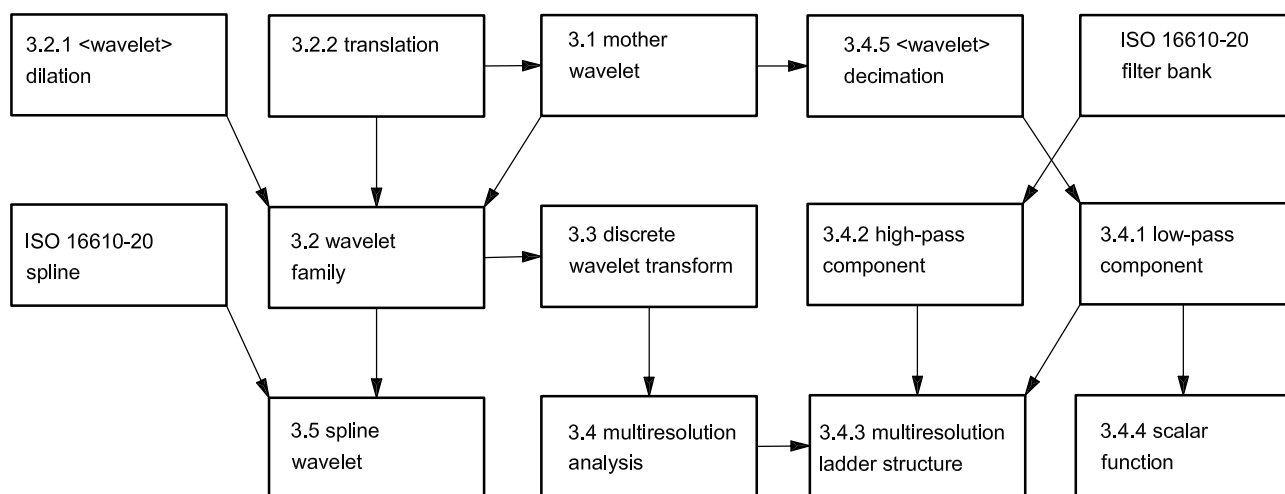 3.2.1 <wavelet>
dilation
3.2.2 translation
3.1 mother
wavelet
3.4.5 <wavelet>
decimation
ISO 16610-20
filter bank
ISO 16610-20
spline
3.2 wavelet
family
3.3 discrete
wavelet transform
3.4.2 high-pass
component
3.4.1 low-pass
component
3.5 spline
wavelet
3.4 multiresolution
analysis
3.4.3 multiresolution
ladder structure
3.4.4 scalar
function